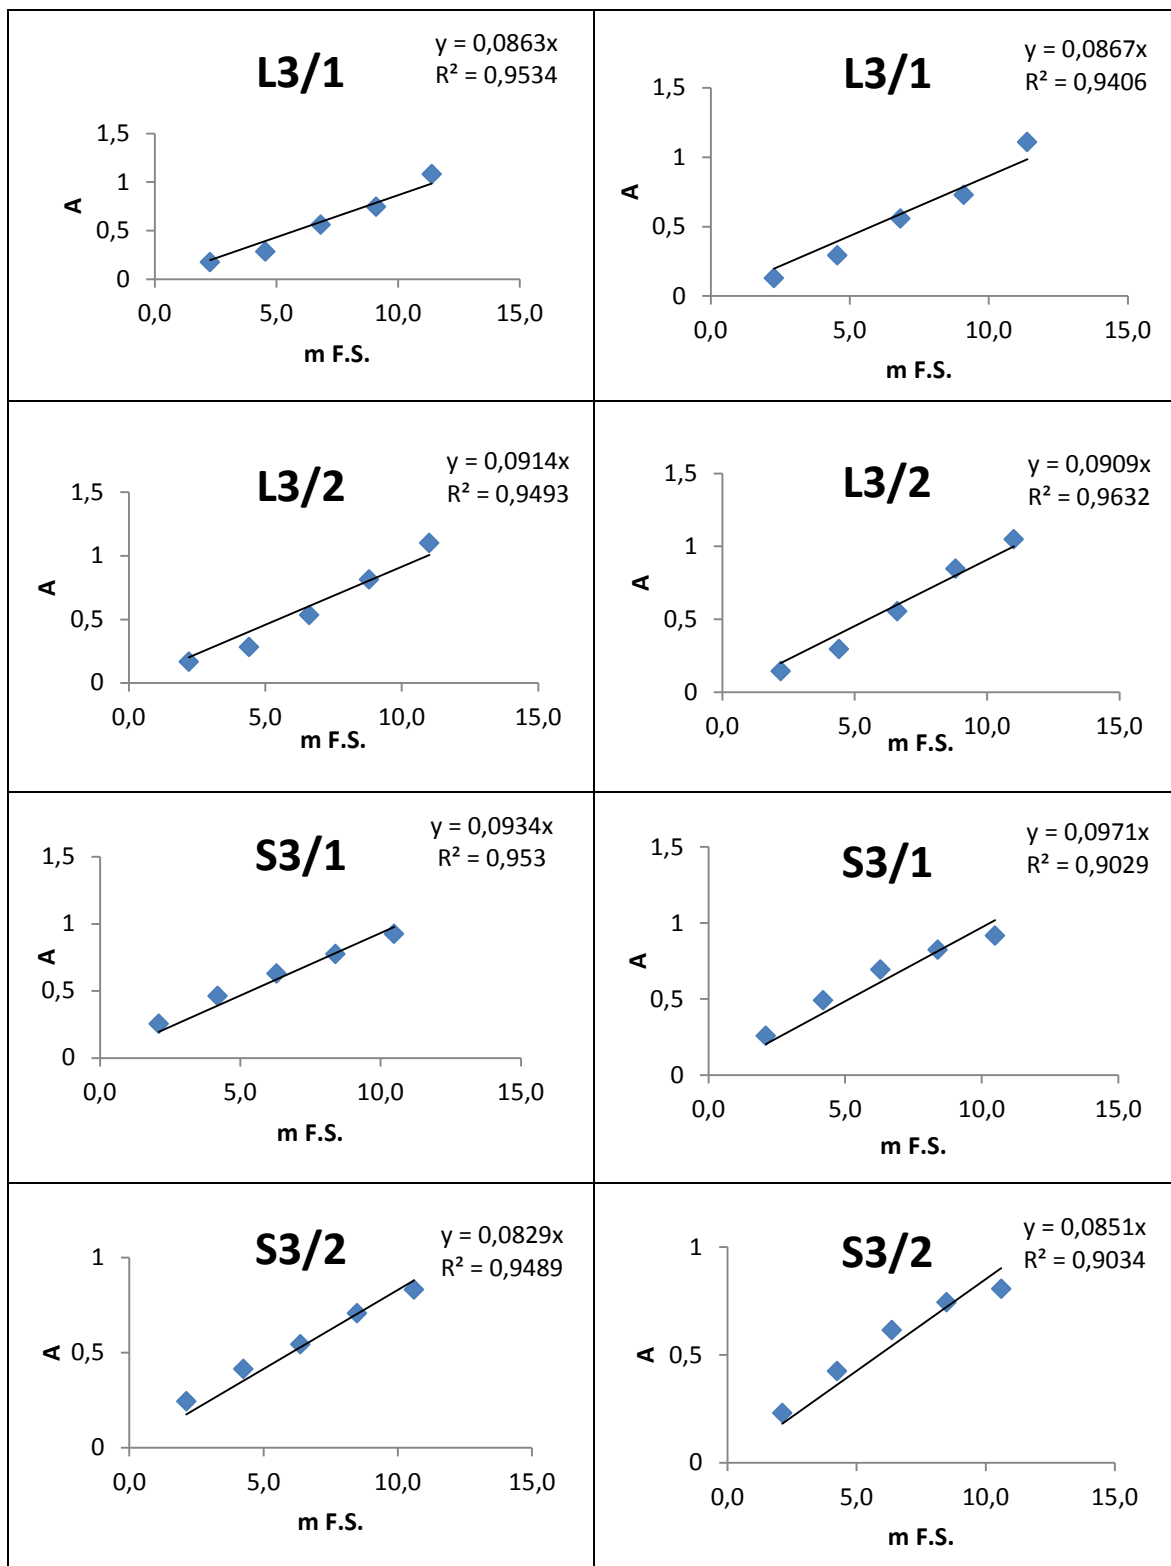 L3/1
y = 0,0863x
R² = 0,9534
1,5
1
0,5
0
A
0,0 5,0 10,0 15,0
m F.S.
L3/1
y = 0,0867x
R² = 0,9406
1,5
1
0,5
0
A
0,0 5,0 10,0 15,0
m F.S.
L3/2
y = 0,0914x
R² = 0,9493
1,5
1
0,5
0
A
0,0 5,0 10,0 15,0
m F.S.
L3/2
y = 0,0909x
R² = 0,9632
1,5
1
0,5
0
A
0,0 5,0 10,0 15,0
m F.S.
S3/1
y = 0,0934x
R² = 0,953
1,5
1
0,5
0
A
0,0 5,0 10,0 15,0
m F.S.
S3/1
y = 0,0971x
R² = 0,9029
1,5
1
0,5
0
A
0,0 5,0 10,0 15,0
m F.S.
S3/2
y = 0,0829x
R² = 0,9489
1
0,5
0
A
0,0 5,0 10,0 15,0
m F.S.
S3/2
y = 0,0851x
R² = 0,9034
1
0,5
0
A
0,0 5,0 10,0 15,0
m F.S.